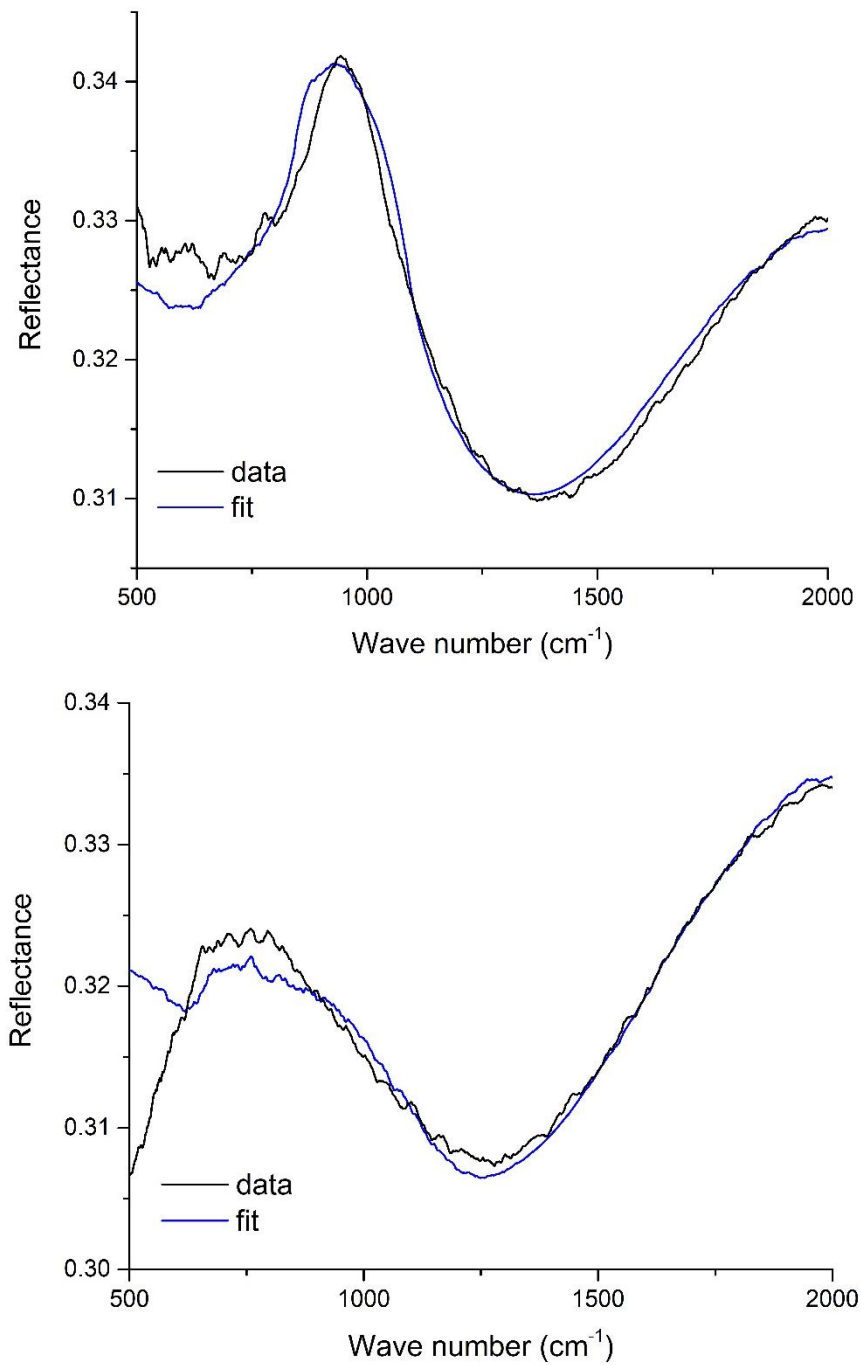 0.34
0.33
0.32
0.31
Reflectance
data
fit
500 1000 1500 2000
Wave number (cm⁻¹)
0.34
0.33
0.32
0.31
0.30
Reflectance
data
fit
500 1000 1500 2000
Wave number (cm⁻¹)